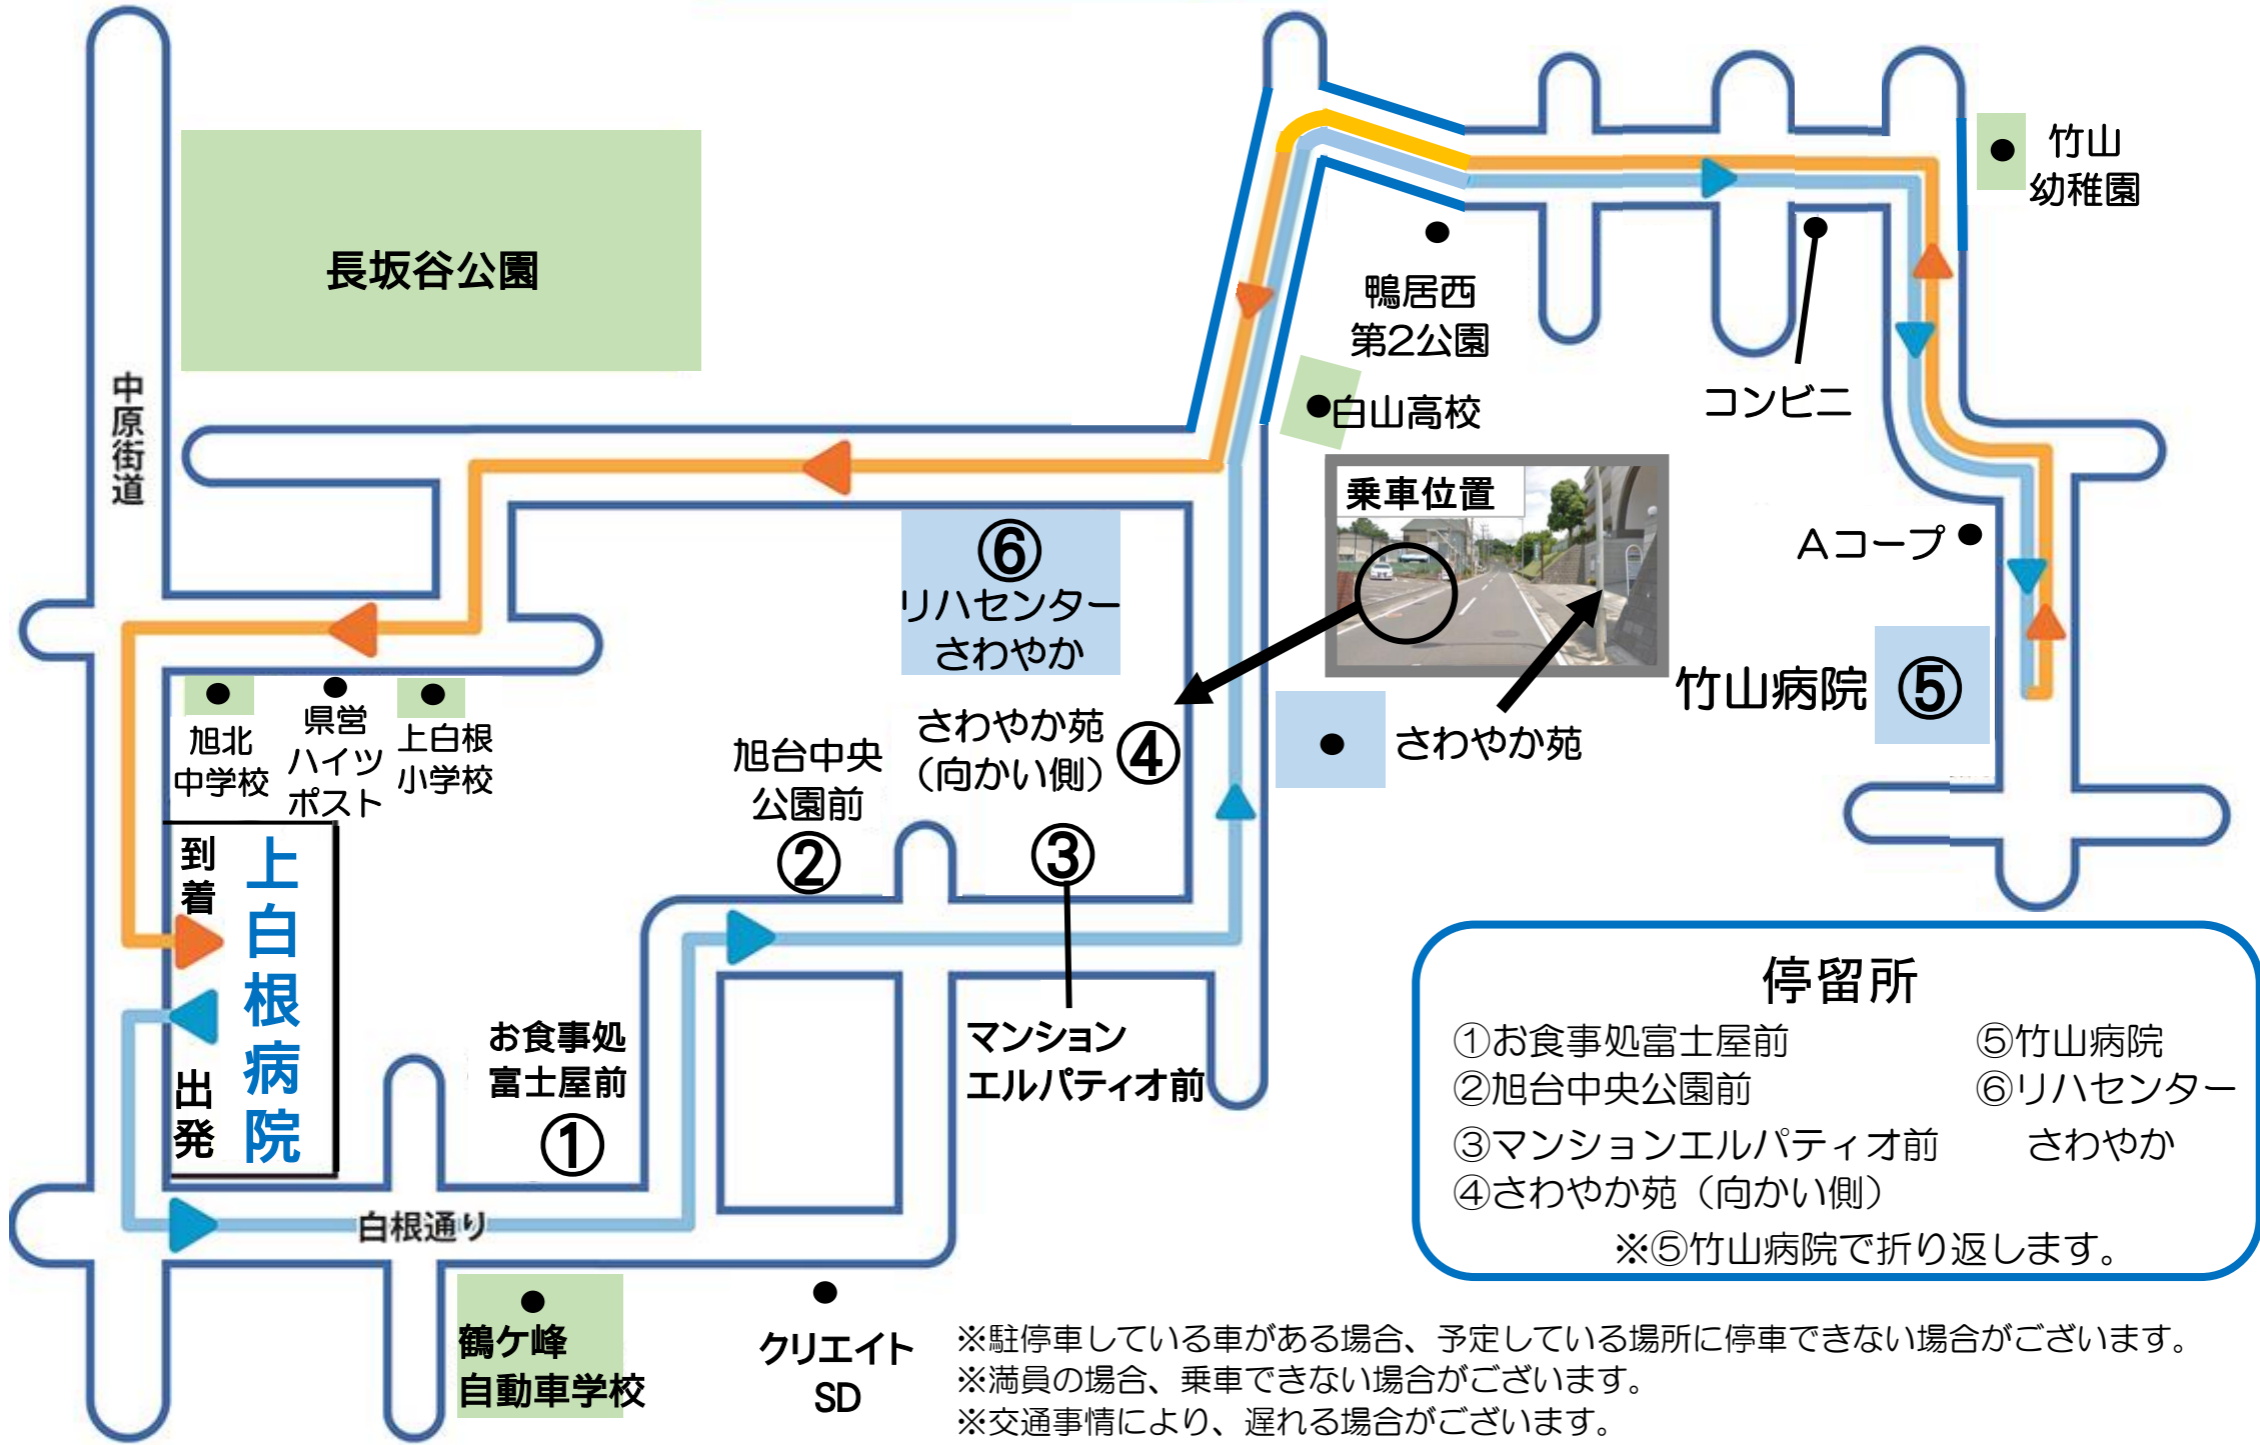 竹山
幼稚園
長坂谷公園
鴨居西
第2公園
中原街道
コンビニ
白山高校
乗車位置
⑥
リハセンター
さわやか
Aコープ
竹山病院
⑤
旭北
中学校
県営
ハイツ
ポスト
上白根
小学校
さわやか苑
（向かい側）
④
さわやか苑
旭台中央
公園前
②
③
到着
上白根病院
出発
お食事処
富士屋前
①
マンション
エルパティオ前
白根通り
鶴ケ峰
自動車学校
クリエイト
SD
停留所
①お食事処富士屋前
②旭台中央公園前
③マンションエルパティオ前
④さわやか苑（向かい側）
⑤竹山病院
⑥リハセンター
さわやか
※⑤竹山病院で折り返します。
※駐停車している車がある場合、予定している場所に停車できない場合がございます。
※満員の場合、乗車できない場合がございます。
※交通事情により、遅れる場合がございます。